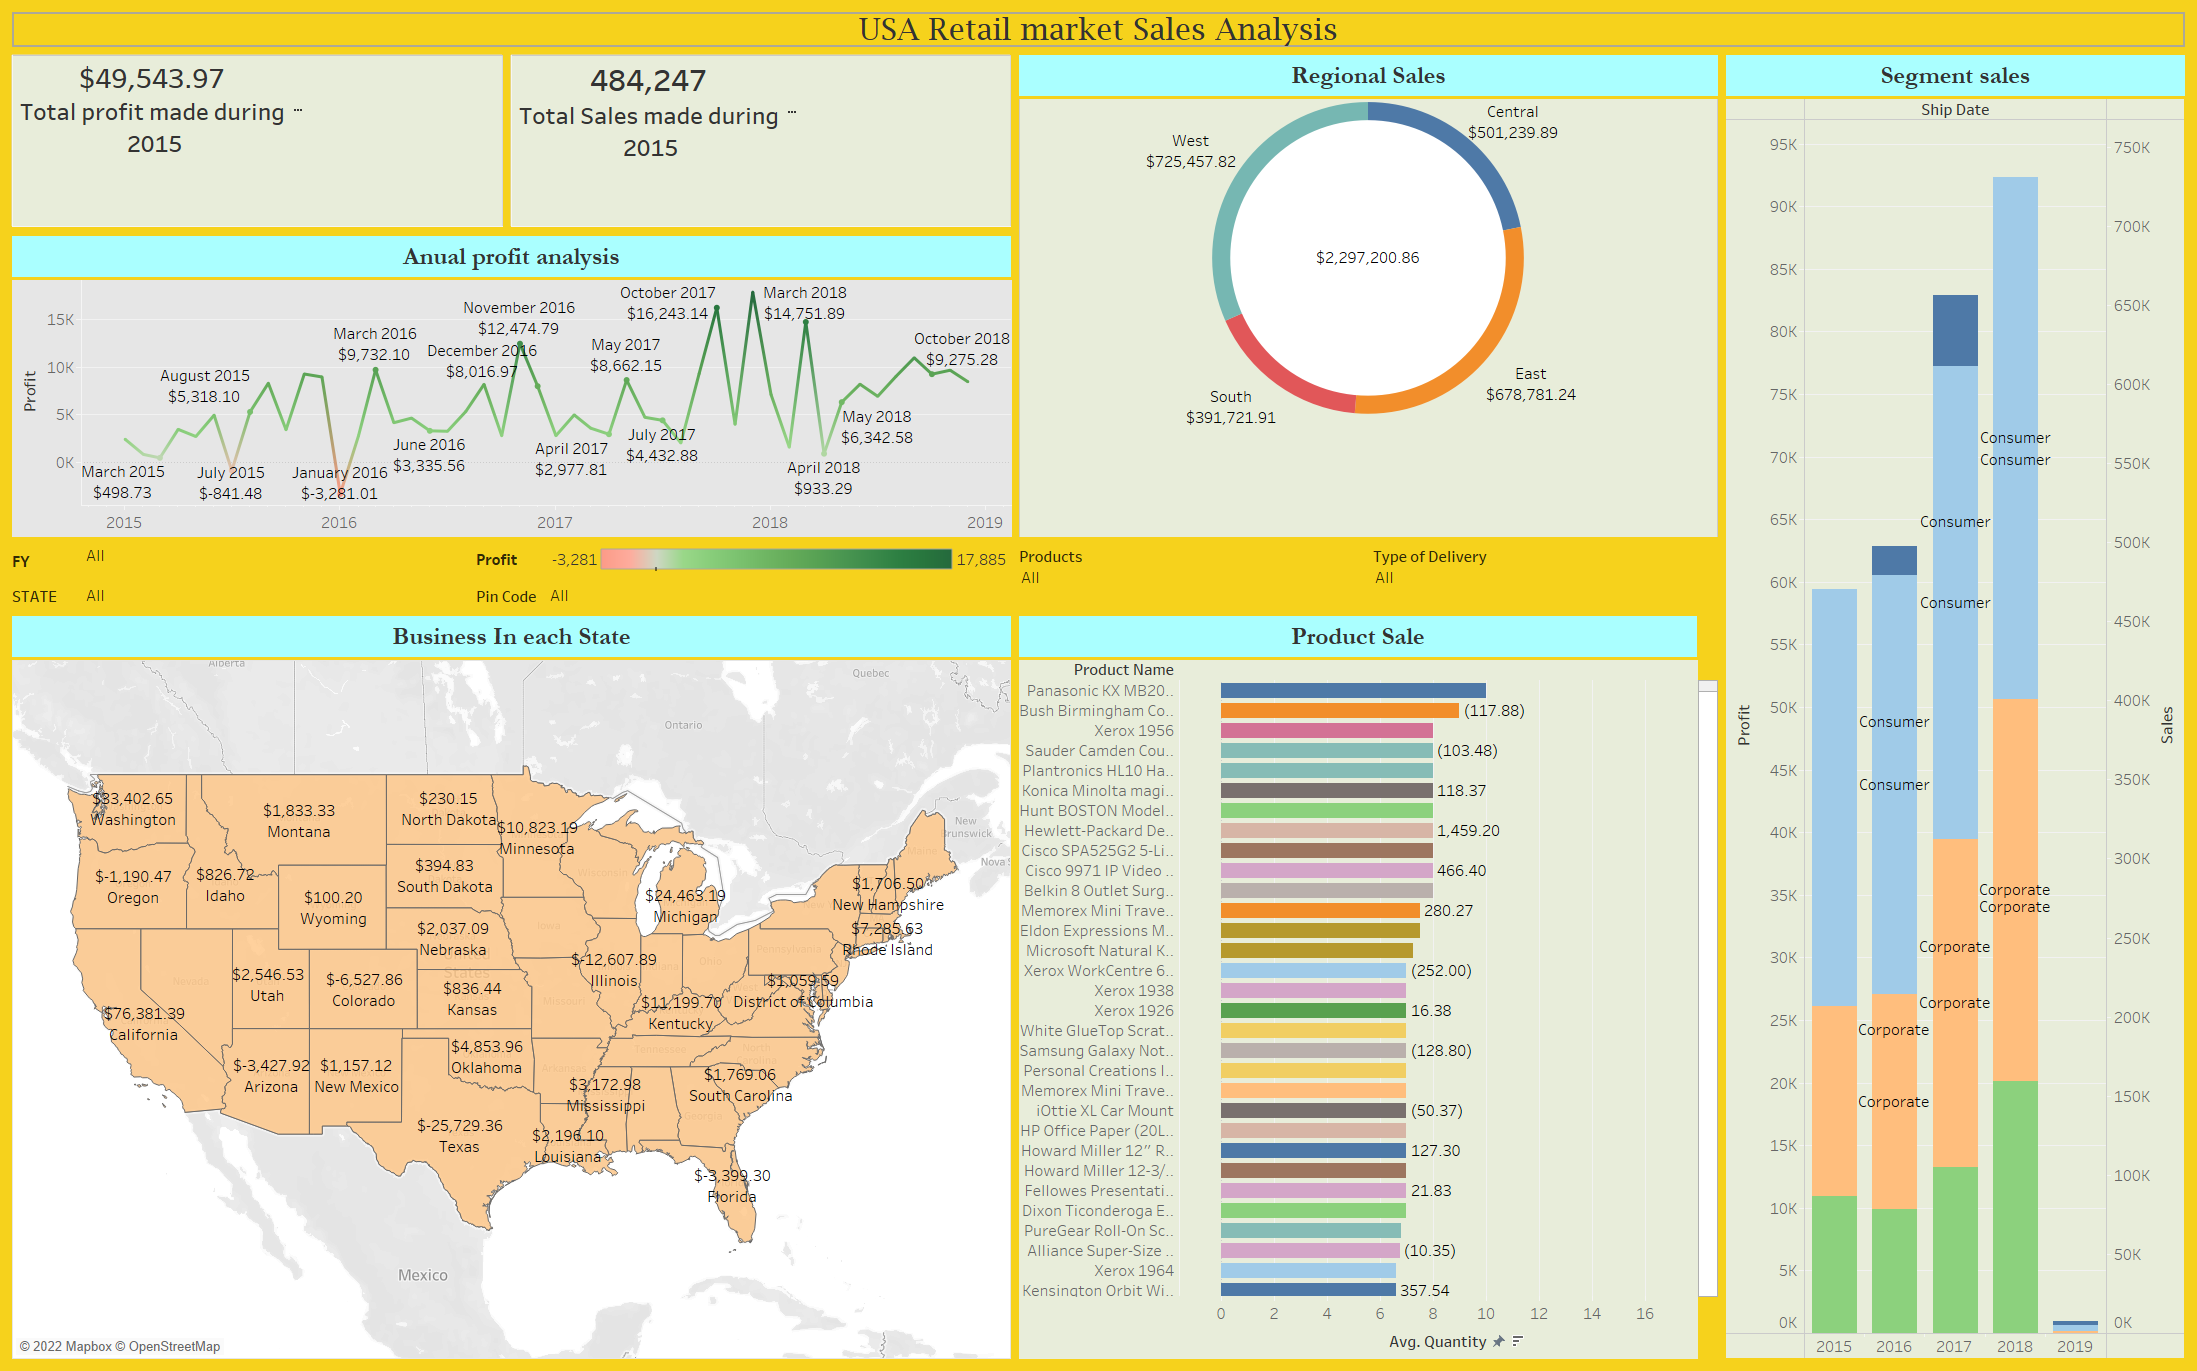 USA Retail market Sales Analysis
$49,543.97
Total profit made during ...
2015
484,247
Total Sales made during ...
2015
Anual profit analysis
Profit
15K
10K
5K
0K
March 2015
$498.73
August 2015
$5,318.10
July 2015
$-841.48
January 2016
$-3,281.01
March 2016
$9,732.10
June 2016
$3,335.56
November 2016
$12,474.79
December 2016
$8,016.97
April 2017
$2,977.81
May 2017
$8,662.15
July 2017
$4,432.88
October 2017
$16,243.14
March 2018
$14,751.89
April 2018
$933.29
May 2018
$6,342.58
October 2018
$9,275.28
2015 2016 2017 2018 2019
FY All
Profit -3,281 17,885
STATE All
Pin Code All
Regional Sales
Central
$501,239.89
West
$725,457.82
$2,297,200.86
East
$678,781.24
South
$391,721.91
Products
All
Type of Delivery
All
Business In each State
Alberta
Quebec
Ontario
New
Brunswick
Nova S
$33,402.65
Washington
$1,833.33
Montana
$230.15
North Dakota
$10,823.19
Minnesota
$-1,190.47
Oregon
$826.72
Idaho
$100.20
Wyoming
$394.83
South Dakota
Wisconsin
$24,463.19
Michigan
Maine
$1,706.50
New Hampshire
$7,285.63
Rhode Island
$2,037.09
Nebraska
States
Iowa
$-12,607.89
Illinois
Ohio
Pennsylvania
Nevada
$2,546.53
Utah
$-6,527.86
Colorado
$836.44
Kansas
Missouri
$11,199.70
Kentucky
$1,059.59
District of Columbia
$76,381.39
California
$-3,427.92
Arizona
$1,157.12
New Mexico
$4,853.96
Oklahoma
Arkansas
Tennessee
North
Carolina
$3,172.98
Mississippi
$1,769.06
South Carolina
Georgia
$-25,729.36
Texas
$2,196.10
Louisiana
$-3,399.30
Florida
Mexico
© 2022 Mapbox © OpenStreetMap
Product Sale
Product Name
Panasonic KX MB20..
Bush Birmingham Co.. (117.88)
Xerox 1956
Sauder Camden Cou.. (103.48)
Plantronics HL10 Ha..
Konica Minolta magi.. 118.37
Hunt BOSTON Model..
Hewlett-Packard De.. 1,459.20
Cisco SPA525G2 5-Li..
Cisco 9971 IP Video .. 466.40
Belkin 8 Outlet Surg..
Memorex Mini Trave.. 280.27
Eldon Expressions M..
Microsoft Natural K..
Xerox WorkCentre 6.. (252.00)
Xerox 1938
Xerox 1926 16.38
White GlueTop Scrat..
Samsung Galaxy Not.. (128.80)
Personal Creations I..
Memorex Mini Trave..
iOttie XL Car Mount (50.37)
HP Office Paper (20L..
Howard Miller 12″ R.. 127.30
Howard Miller 12-3/..
Fellowes Presentati.. 21.83
Dixon Ticonderoga E..
PureGear Roll-On Sc..
Alliance Super-Size .. (10.35)
Xerox 1964
Kensington Orbit Wi.. 357.54
0 2 4 6 8 10 12 14 16
Avg. Quantity
Segment sales
Ship Date
Profit
95K
90K
85K
80K
75K
70K
65K
60K
55K
50K
45K
40K
35K
30K
25K
20K
15K
10K
5K
0K
Consumer
Consumer
Consumer
Consumer
Consumer
Consumer
Corporate
Corporate
Corporate
Corporate
Corporate
Corporate
Sales
750K
700K
650K
600K
550K
500K
450K
400K
350K
300K
250K
200K
150K
100K
50K
0K
2015 2016 2017 2018 2019